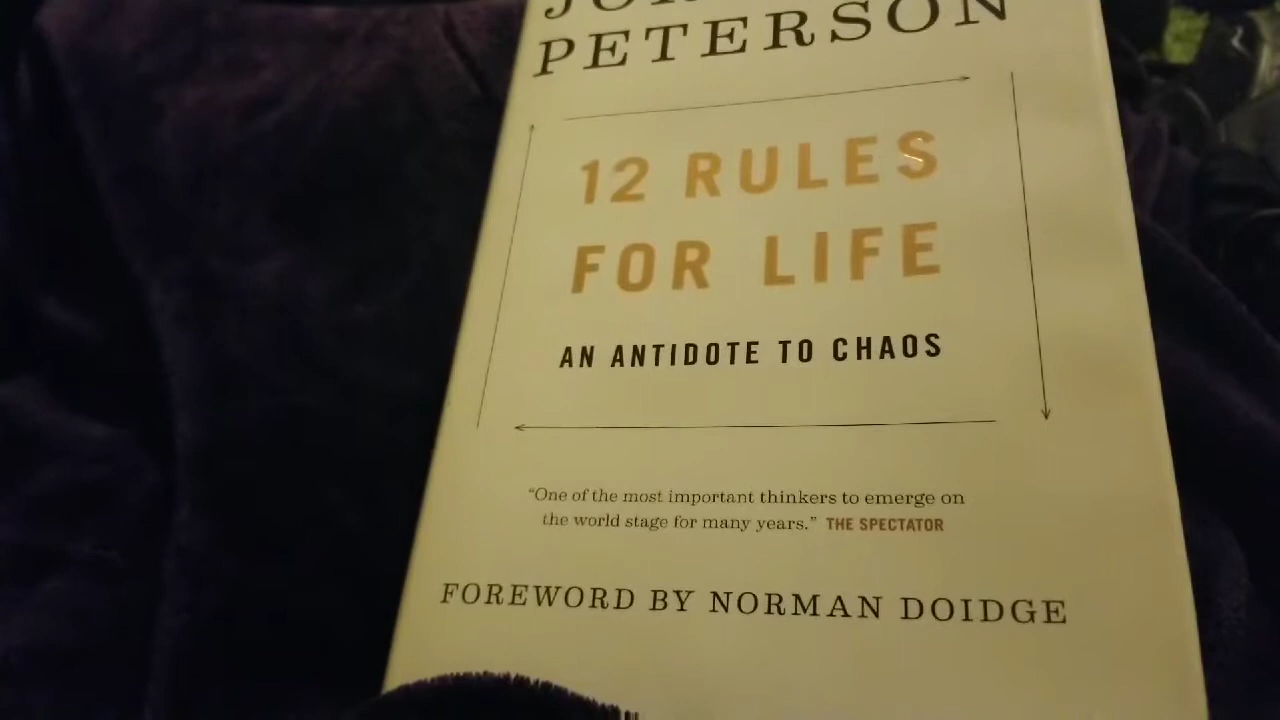 PETERSON
12 RULES
FOR LIFE
AN ANTIDOTE TO CHAOS
“One of the most important thinkers to emerge on
the world stage for many years.” THE SPECTATOR
FOREWORD BY NORMAN DOIDGE